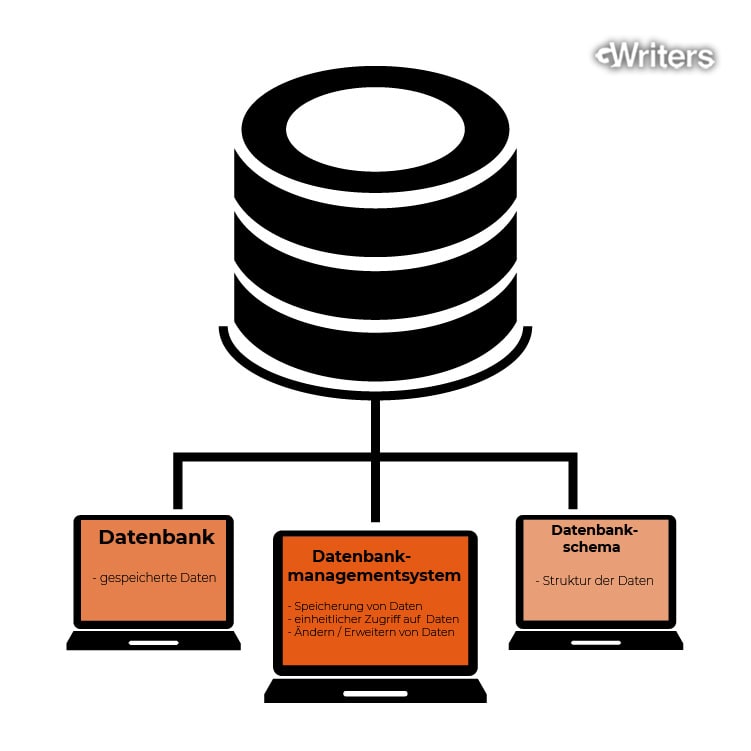 Writers
Datenbank
- gespeicherte Daten
Datenbank-
managementsystem
- Speicherung von Daten
- einheitlicher Zugriff auf Daten
- Ändern / Erweitern von Daten
Datenbank-
schema
- Struktur der Daten